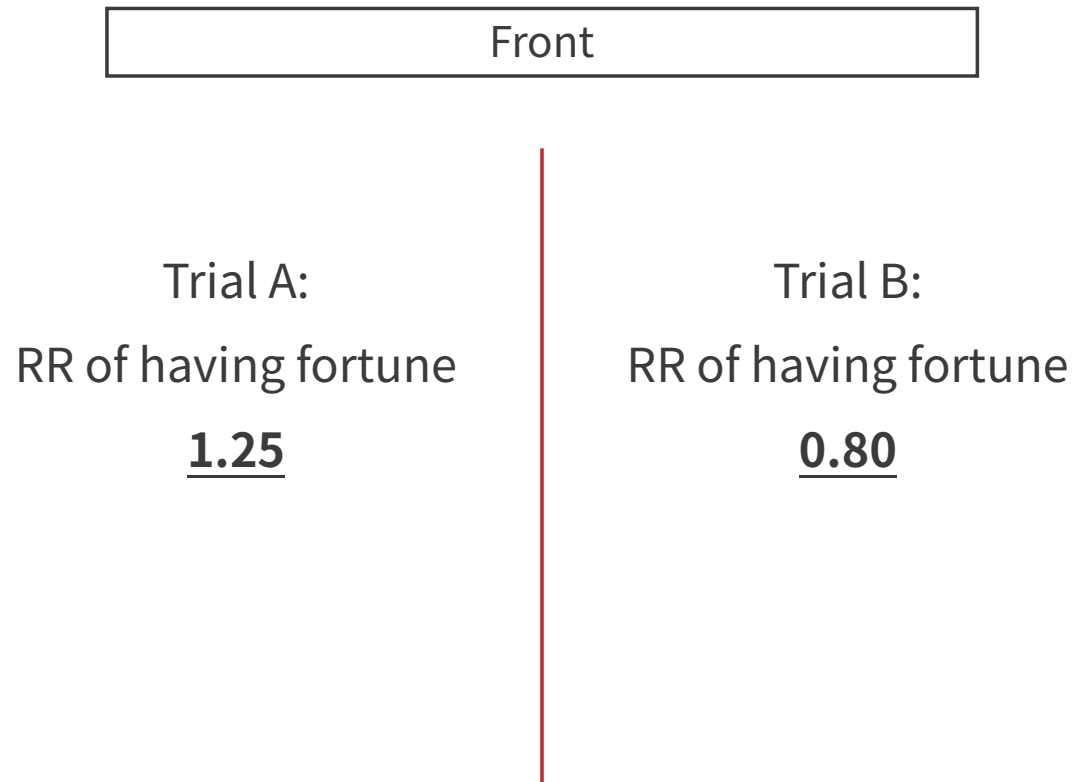 Front
Trial A:
RR of having fortune
1.25
Trial B:
RR of having fortune
0.80